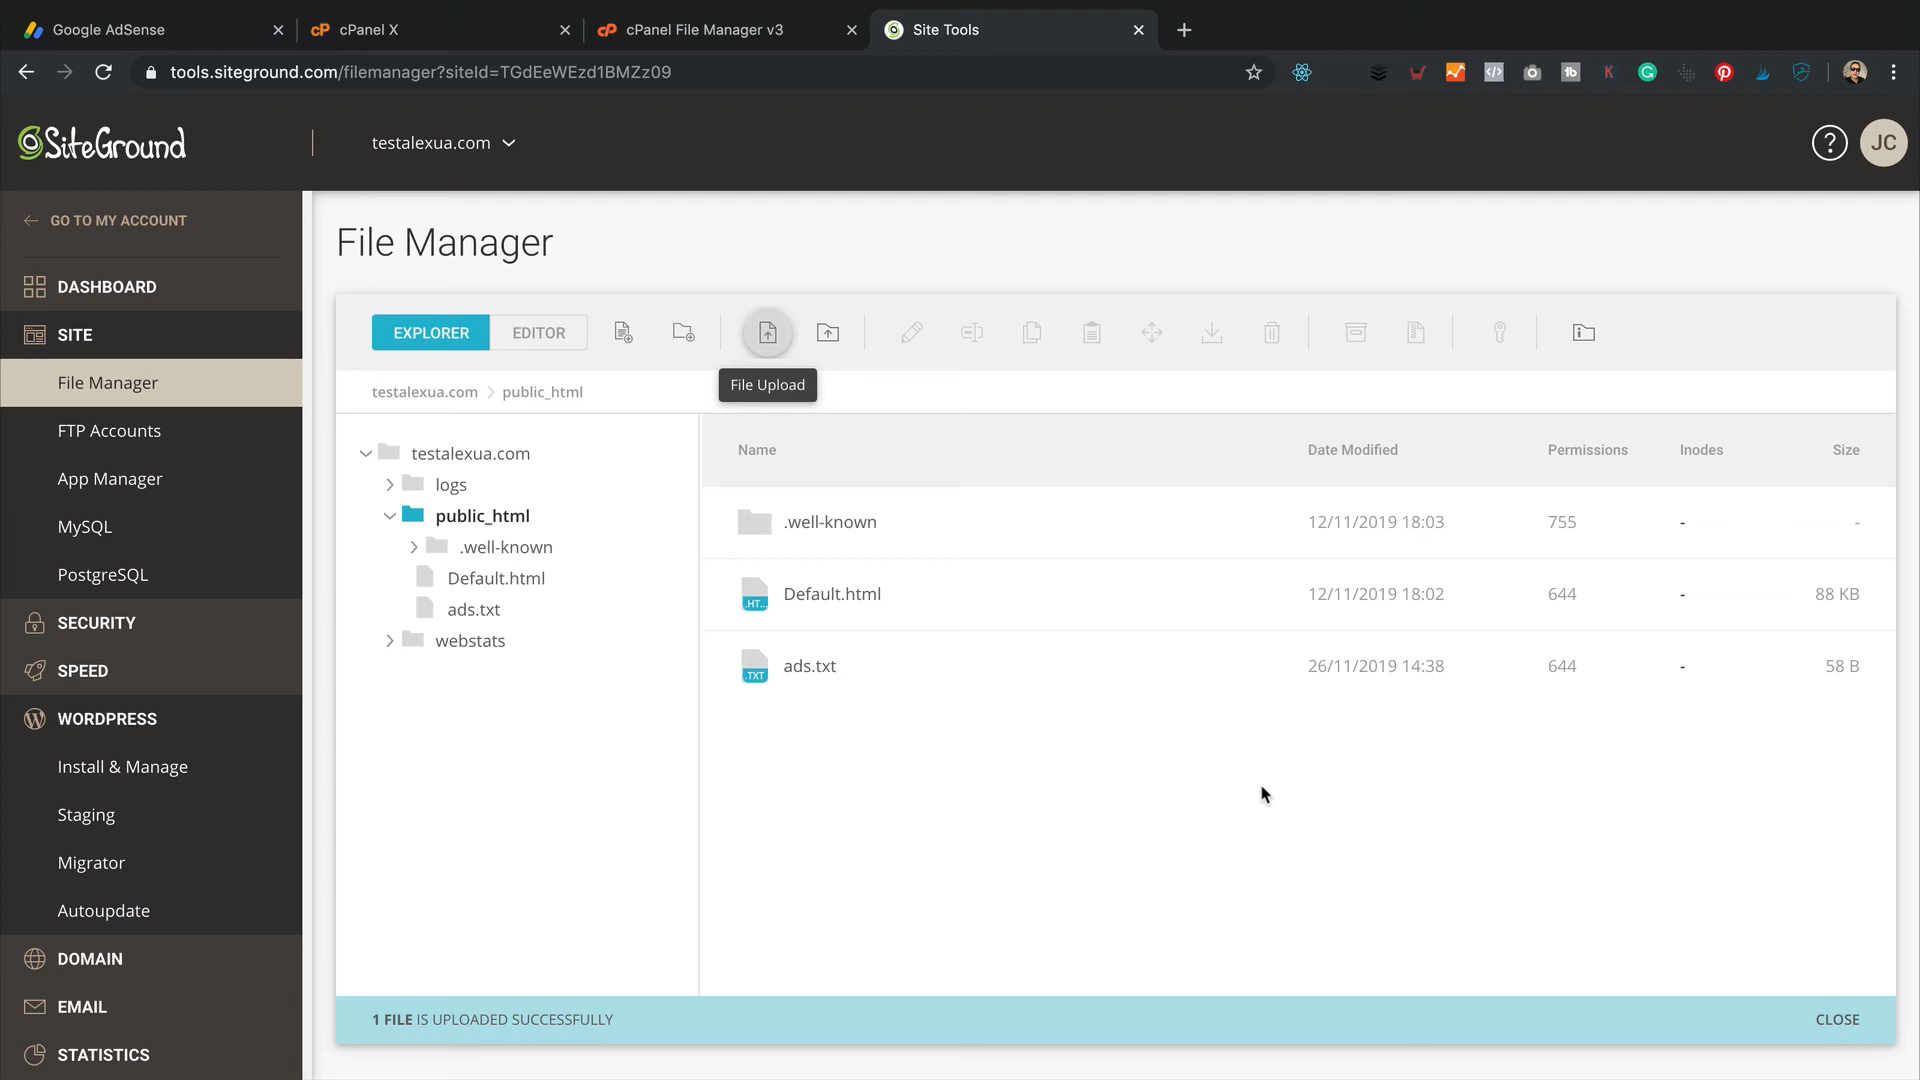 Google AdSense
cPanel X
cPanel File Manager v3
Site Tools
tools.siteground.com/filemanager?siteId=TGdEeWEzd1BMZz09
SiteGround
testalexua.com
?
JC
GO TO MY ACCOUNT
DASHBOARD
SITE
File Manager
FTP Accounts
App Manager
MySQL
PostgreSQL
SECURITY
SPEED
WORDPRESS
Install & Manage
Staging
Migrator
Autoupdate
DOMAIN
EMAIL
STATISTICS
File Manager
EXPLORER EDITOR
File Upload
testalexua.com > public_html
testalexua.com
logs
public_html
.well-known
Default.html
ads.txt
webstats
Name Date Modified Permissions Inodes Size
.well-known 12/11/2019 18:03 755 - -
.HT... Default.html 12/11/2019 18:02 644 - 88 KB
.TXT ads.txt 26/11/2019 14:38 644 - 58 B
1 FILE IS UPLOADED SUCCESSFULLY CLOSE